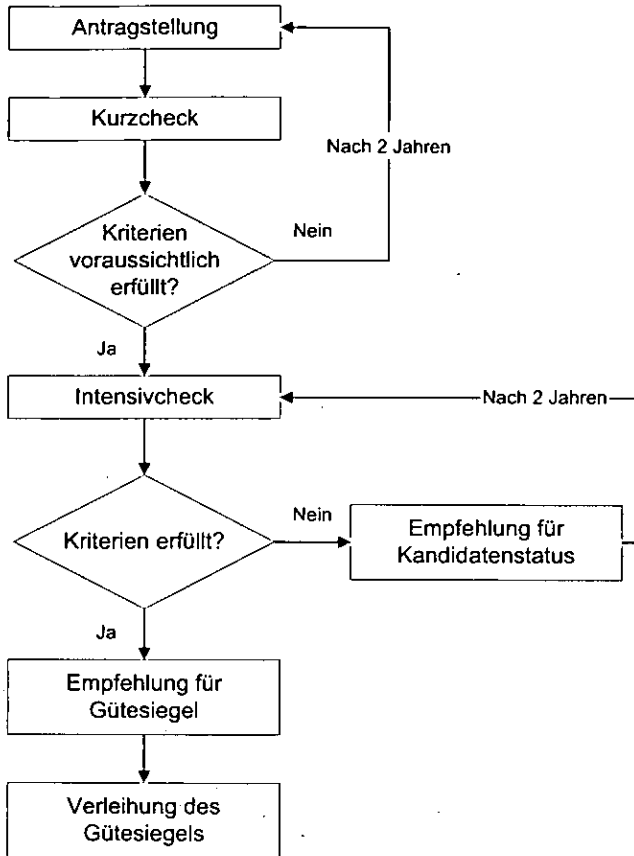 Antragstellung
Kurzcheck
Nach 2 Jahren
Kriterien
voraussichtlich
erfüllt?
Nein
Ja
Intensivcheck
Nach 2 Jahren
Kriterien erfüllt?
Nein
Empfehlung für
Kandidatenstatus
Ja
Empfehlung für
Gütesiegel
Verleihung des
Gütesiegels